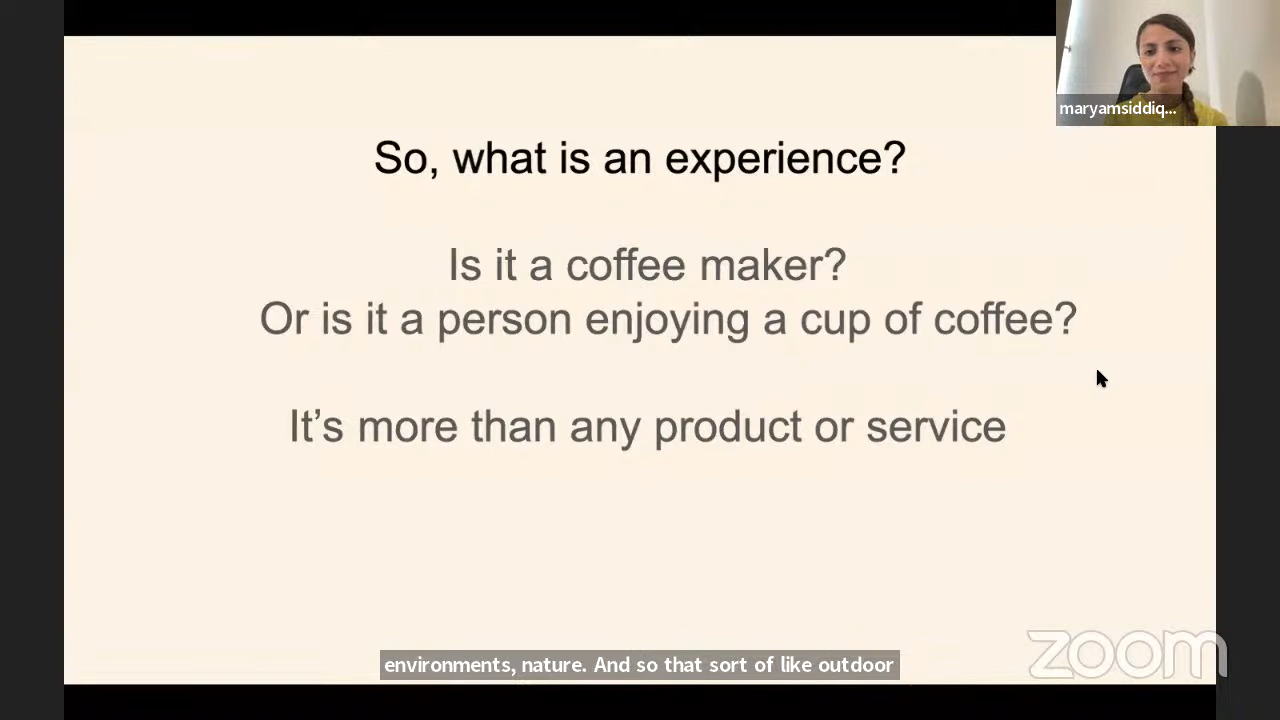 maryamsiddiq...
So, what is an experience?
Is it a coffee maker?
Or is it a person enjoying a cup of coffee?
It’s more than any product or service
environments, nature. And so that sort of like outdoor
zoom